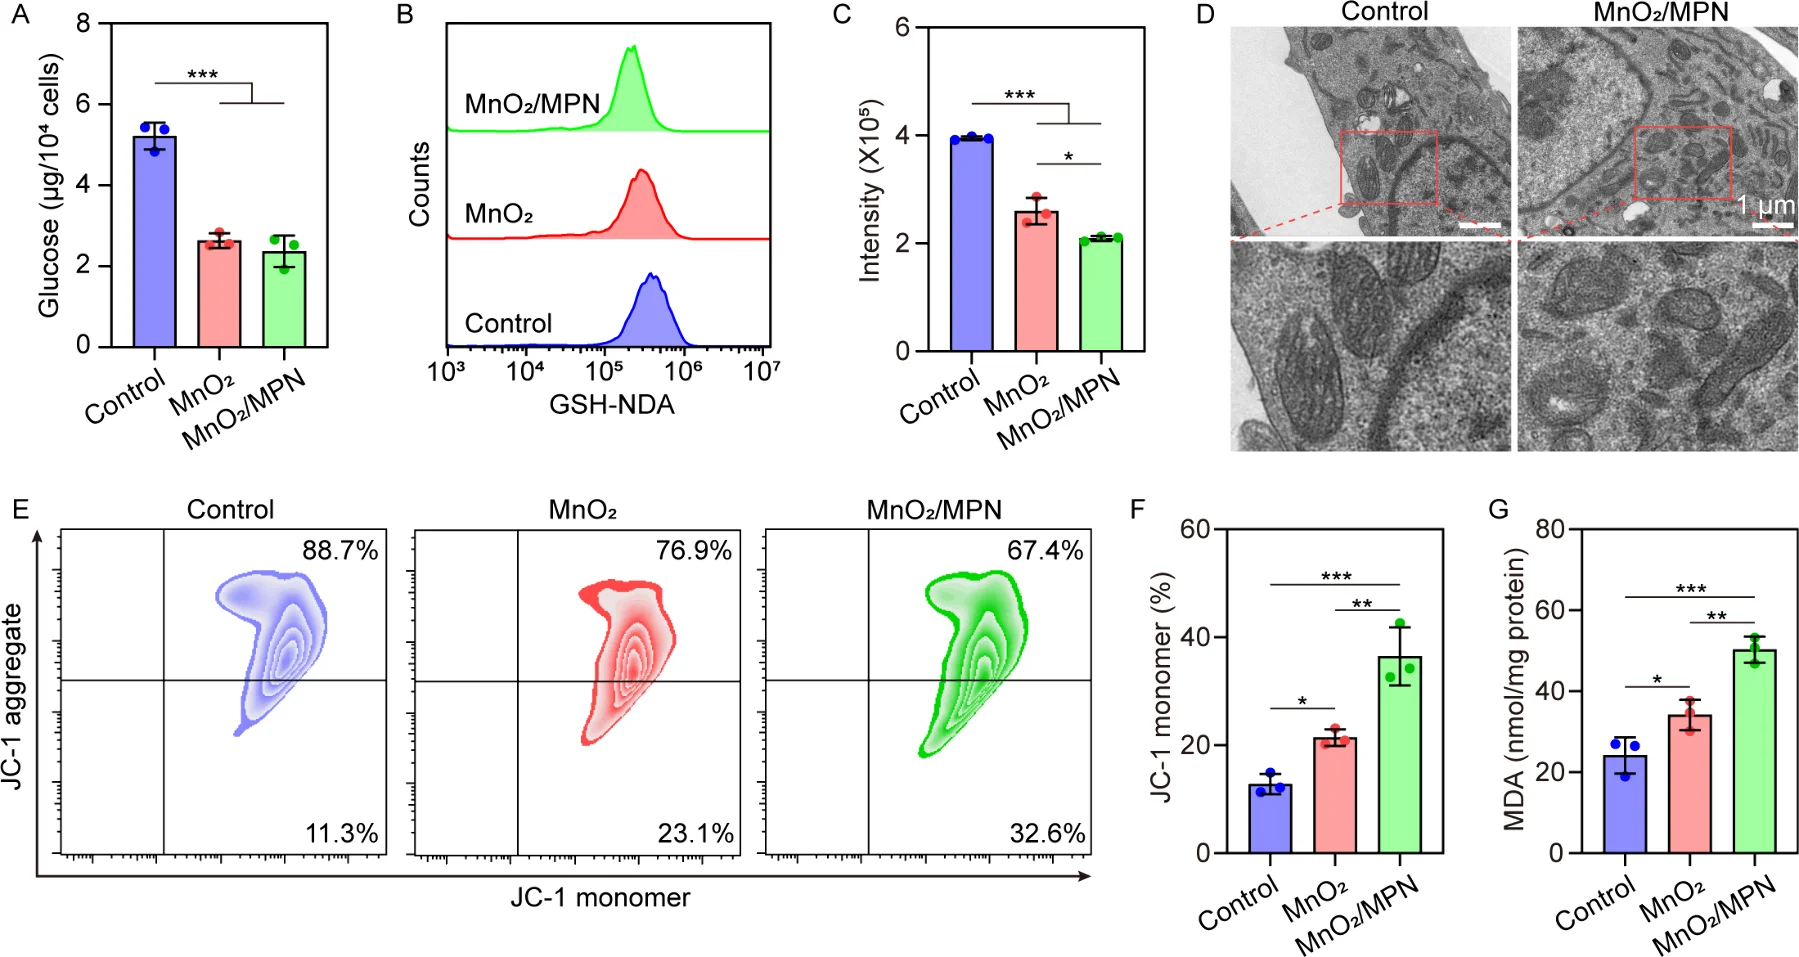 A
Glucose (μg/10⁴ cells)
8
6
4
2
0
***
Control
MnO₂
MnO₂/MPN
B
Counts
MnO₂/MPN
MnO₂
Control
10³ 10⁴ 10⁵ 10⁶ 10⁷
GSH-NDA
C
Intensity (X10⁵)
6
4
2
0
***
*
Control
MnO₂
MnO₂/MPN
D
Control
MnO₂/MPN
1 μm
E
Control
MnO₂
MnO₂/MPN
88.7%
76.9%
67.4%
11.3%
23.1%
32.6%
JC-1 aggregate
JC-1 monomer
F
JC-1 monomer (%)
60
40
20
0
***
**
*
Control
MnO₂
MnO₂/MPN
G
MDA (nmol/mg protein)
80
60
40
20
0
***
**
*
Control
MnO₂
MnO₂/MPN